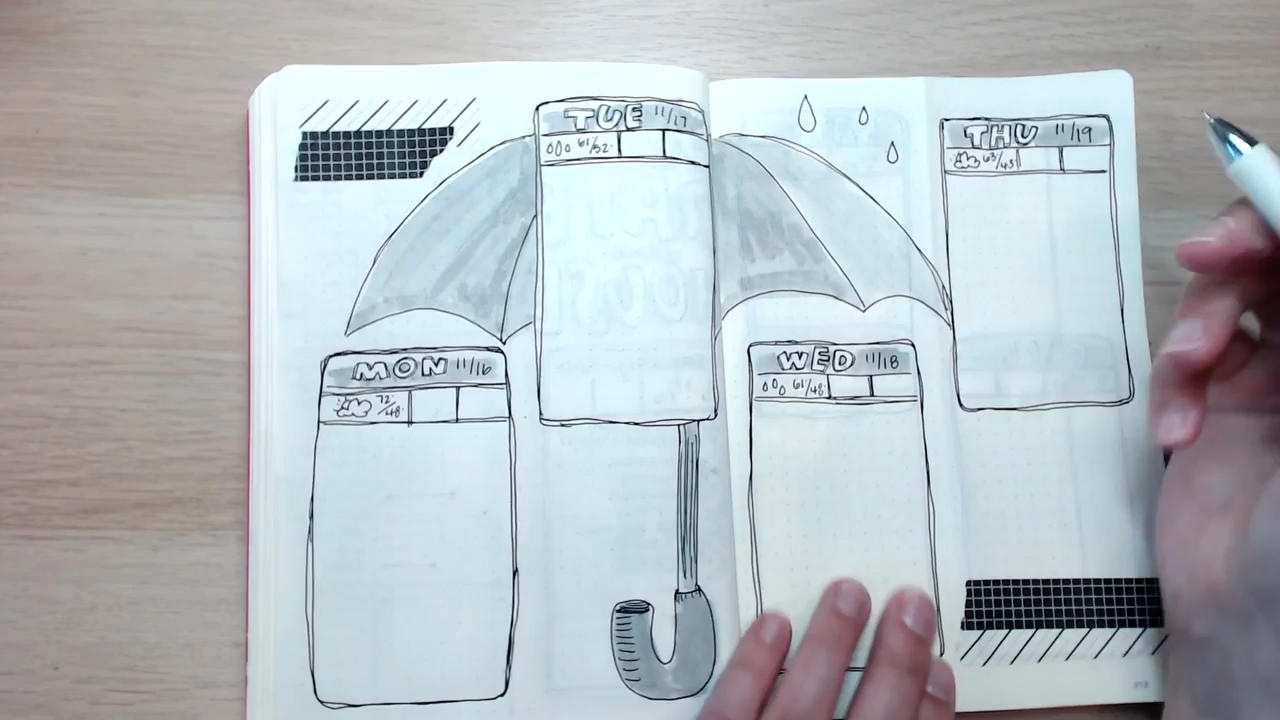 TUE 11/17
61/52
THU 11/19
63/45
MON 11/16
72/48
WED 11/18
61/48